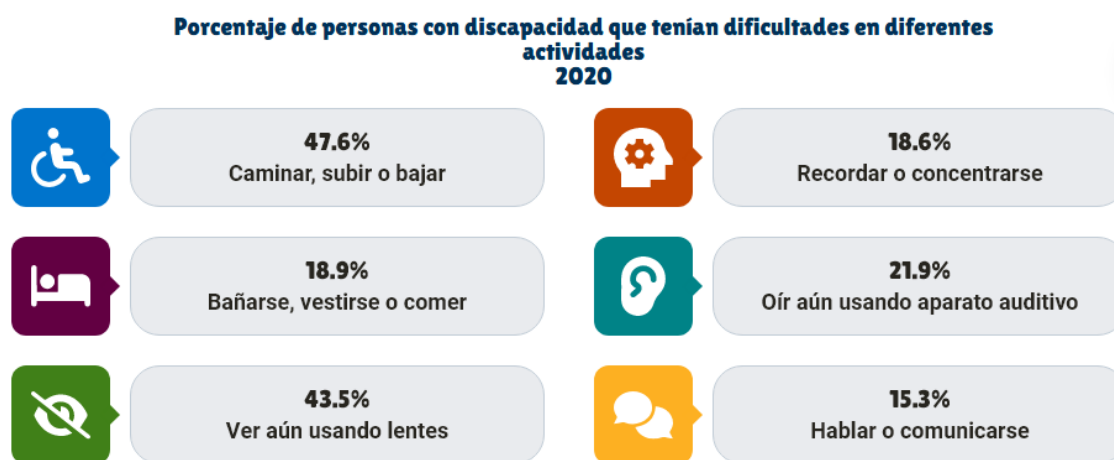 Porcentaje de personas con discapacidad que tenían dificultades en diferentes
actividades
2020
47.6%
Caminar, subir o bajar
18.6%
Recordar o concentrarse
18.9%
Bañarse, vestirse o comer
21.9%
Oír aún usando aparato auditivo
43.5%
Ver aún usando lentes
15.3%
Hablar o comunicarse